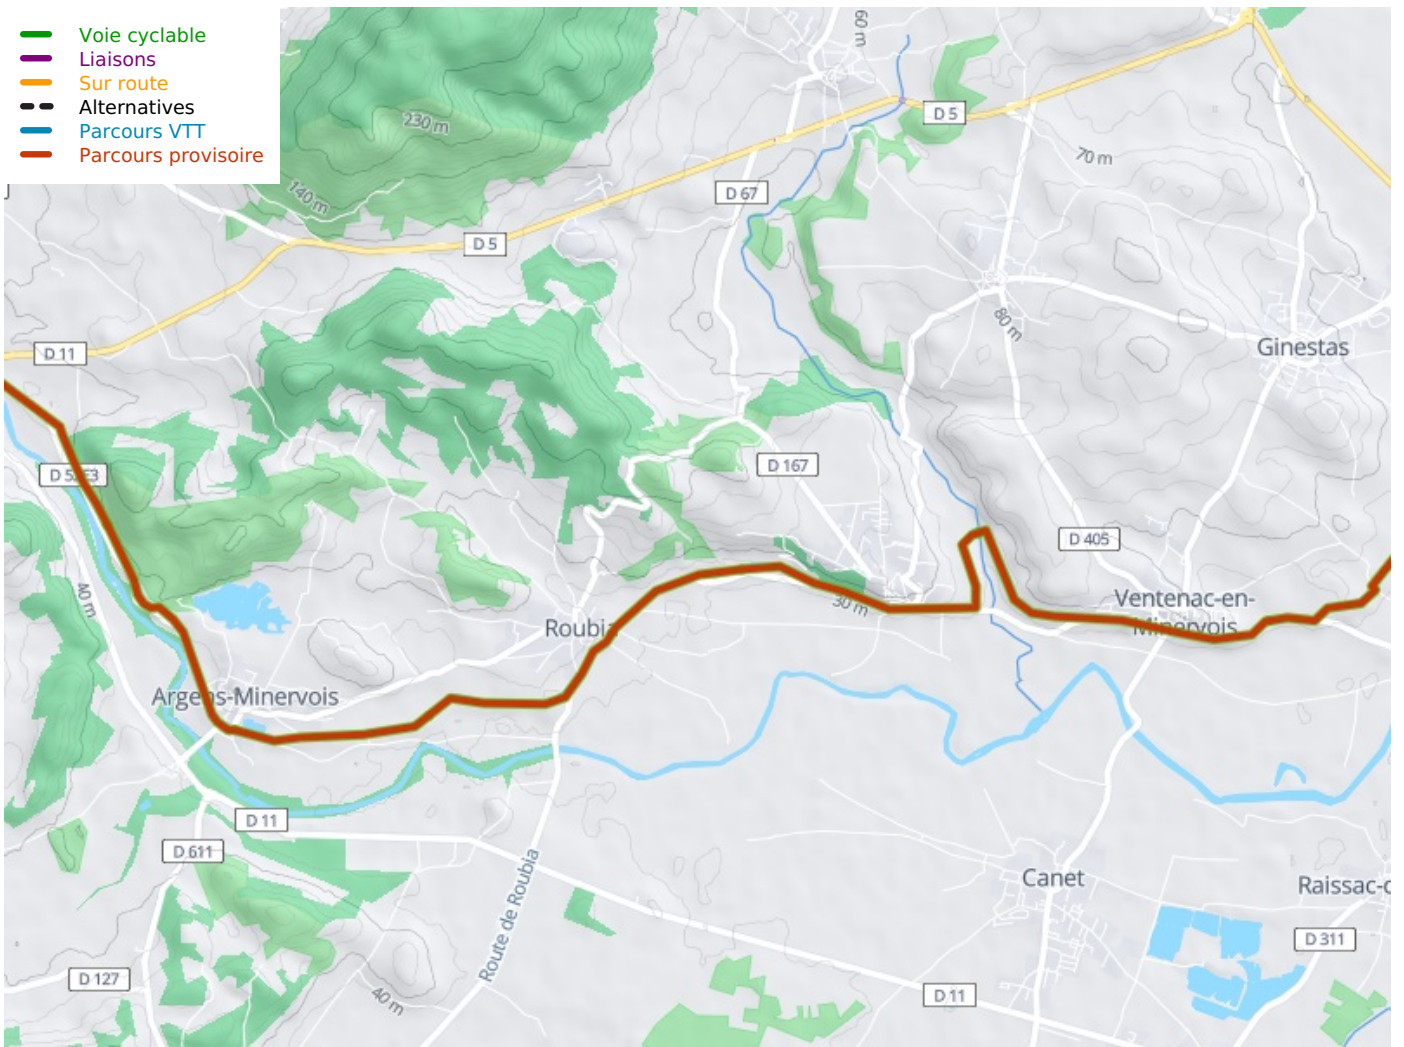 Voie cyclable
Liaisons
Sur route
Alternatives
Parcours VTT
Parcours provisoire
60 m
230 m
D 5
70 m
140 m
D 67
D 5
80 m
Ginestas
D 11
D 167
D 405
40 m
30 m
Ventenac-en-
Minervois
Roubia
Argens-Minervois
D 11
D 611
Canet
Raissac-d
Route de Roubia
D 311
D 127
40 m
D 11